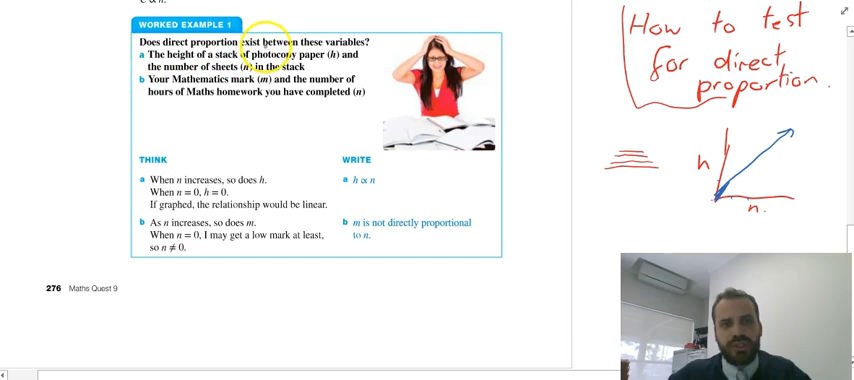 WORKED EXAMPLE 1
Does direct proportion exist between these variables?
a The height of a stack of photocopy paper (h) and
the number of sheets (n) in the stack
b Your Mathematics mark (m) and the number of
hours of Maths homework you have completed (n)
THINK
a When n increases, so does h.
When n = 0, h = 0.
If graphed, the relationship would be linear.
b As n increases, so does m.
When n = 0, I may get a low mark at least,
so n ≠ 0.
WRITE
a h ∝ n
b m is not directly proportional
to n.
276 Maths Quest 9
How to test
for direct
proportion.
h
n.